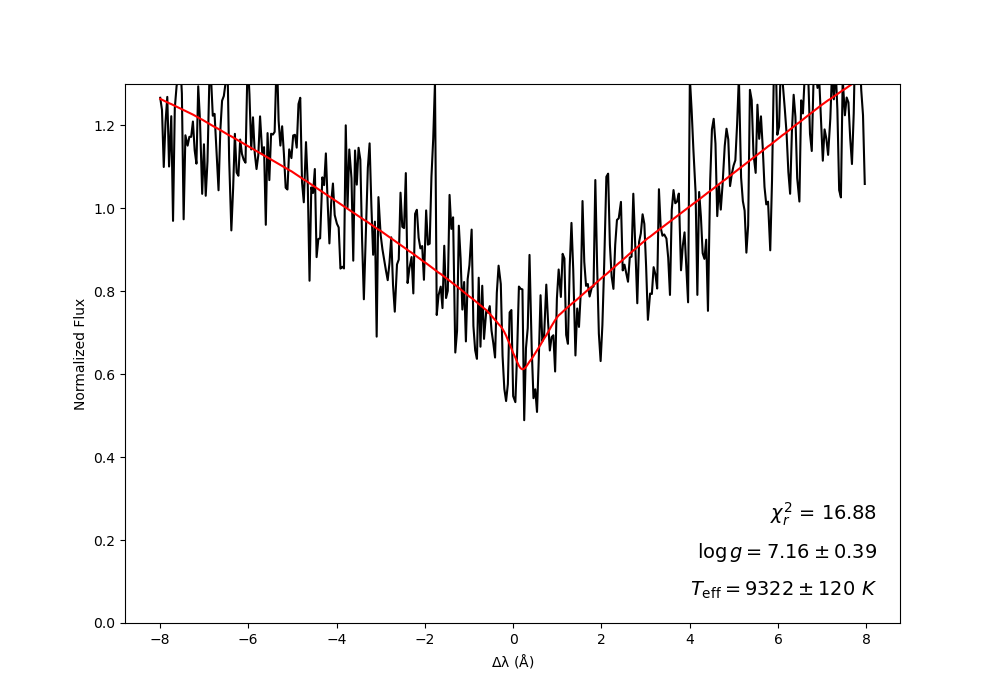 Normalized Flux
1.2
1.0
0.8
0.6
0.4
0.2
0.0
χ²ᵣ = 16.88
log g = 7.16 ± 0.39
T_eff = 9322 ± 120 K
−8 −6 −4 −2 0 2 4 6 8
Δλ (Å)